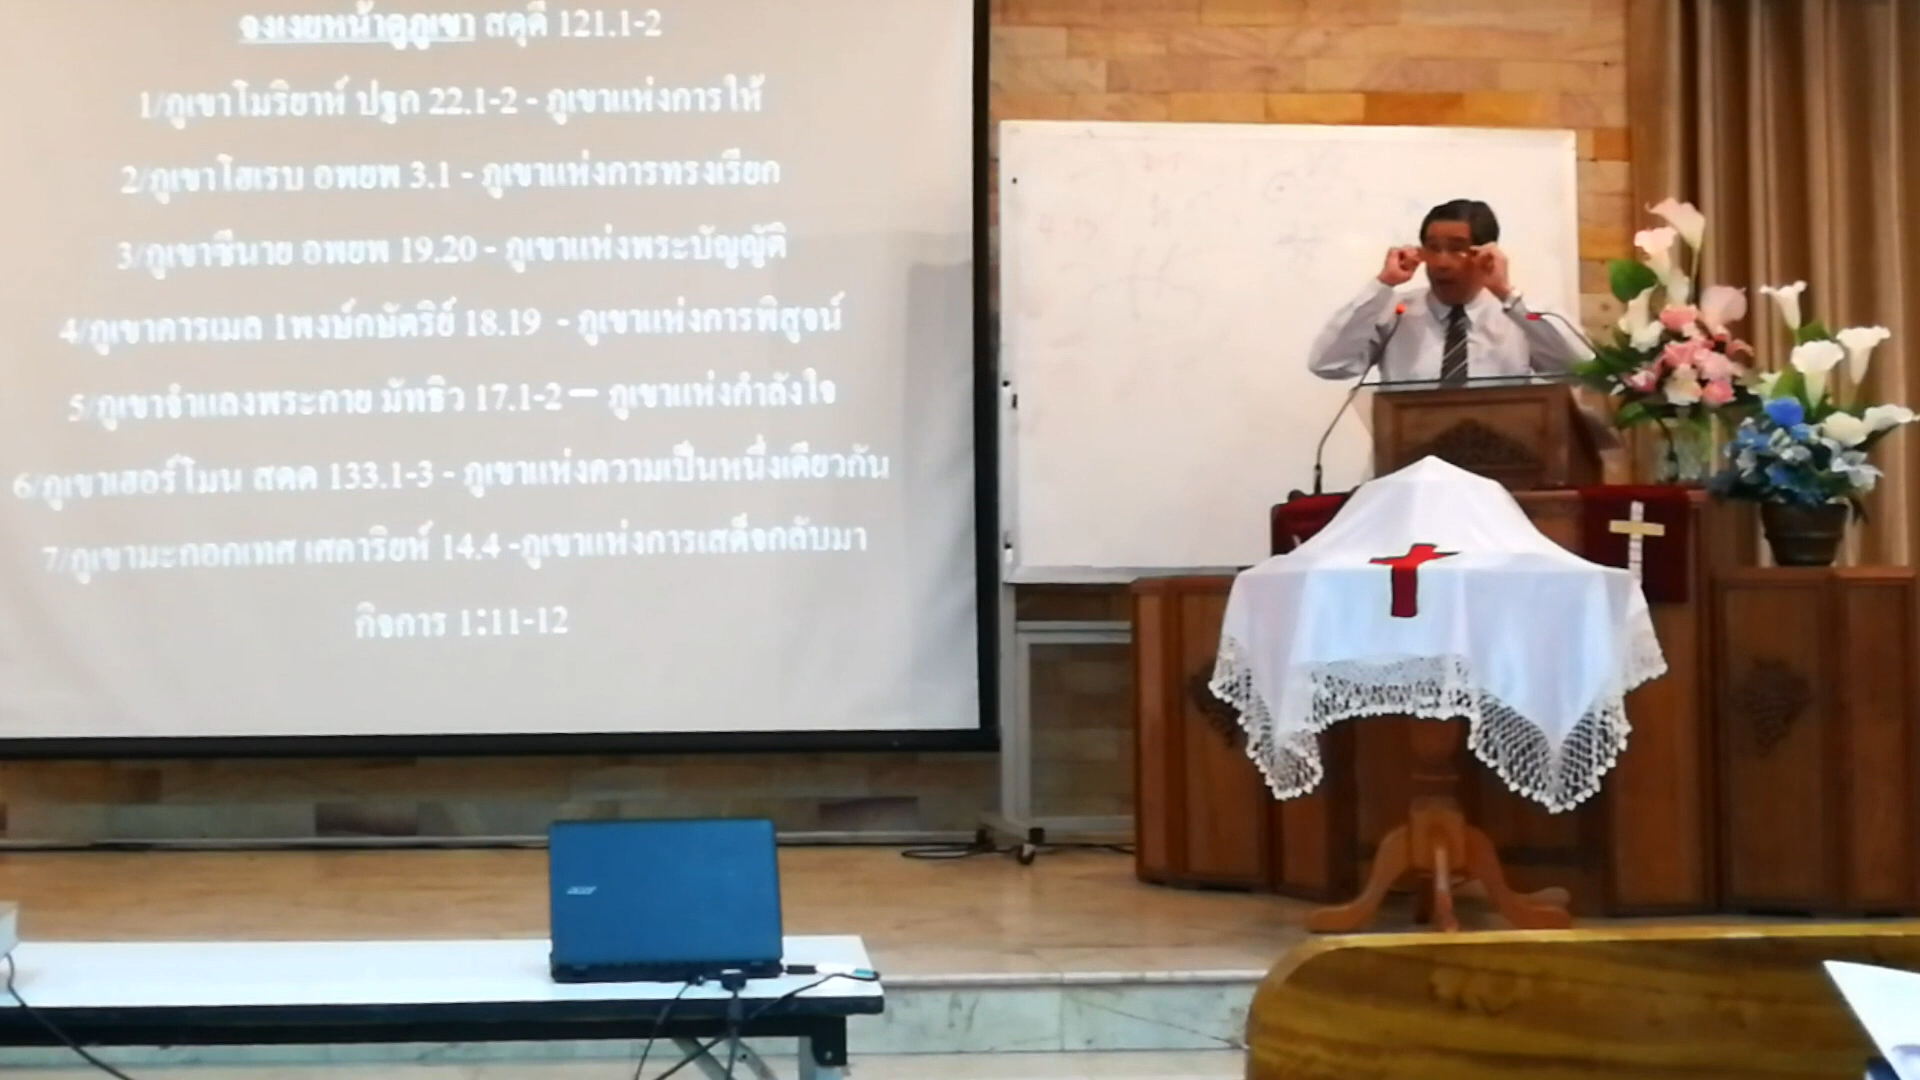 จงเงยหน้าดูภูเขา สดุดี 121.1-2
1/ภูเขาโมริยาห์ ปฐก 22.1-2 - ภูเขาแห่งการให้
2/ภูเขาโฮเรบ อพยพ 3.1 - ภูเขาแห่งการทรงเรียก
3/ภูเขาซีนาย อพยพ 19.20 - ภูเขาแห่งพระบัญญัติ
4/ภูเขาคารเมล 1พงษ์กษัตริย์ 18.19 - ภูเขาแห่งการพิสูจน์
5/ภูเขาจำแลงพระกาย มัทธิว 17.1-2 – ภูเขาแห่งกำลังใจ
6/ภูเขาเฮอร์โมน สดด 133.1-3 - ภูเขาแห่งความเป็นหนึ่งเดียวกัน
7/ภูเขามะกอกเทศ เศคาริยห์ 14.4 -ภูเขาแห่งการเสด็จกลับมา
กิจการ 1:11-12
acer